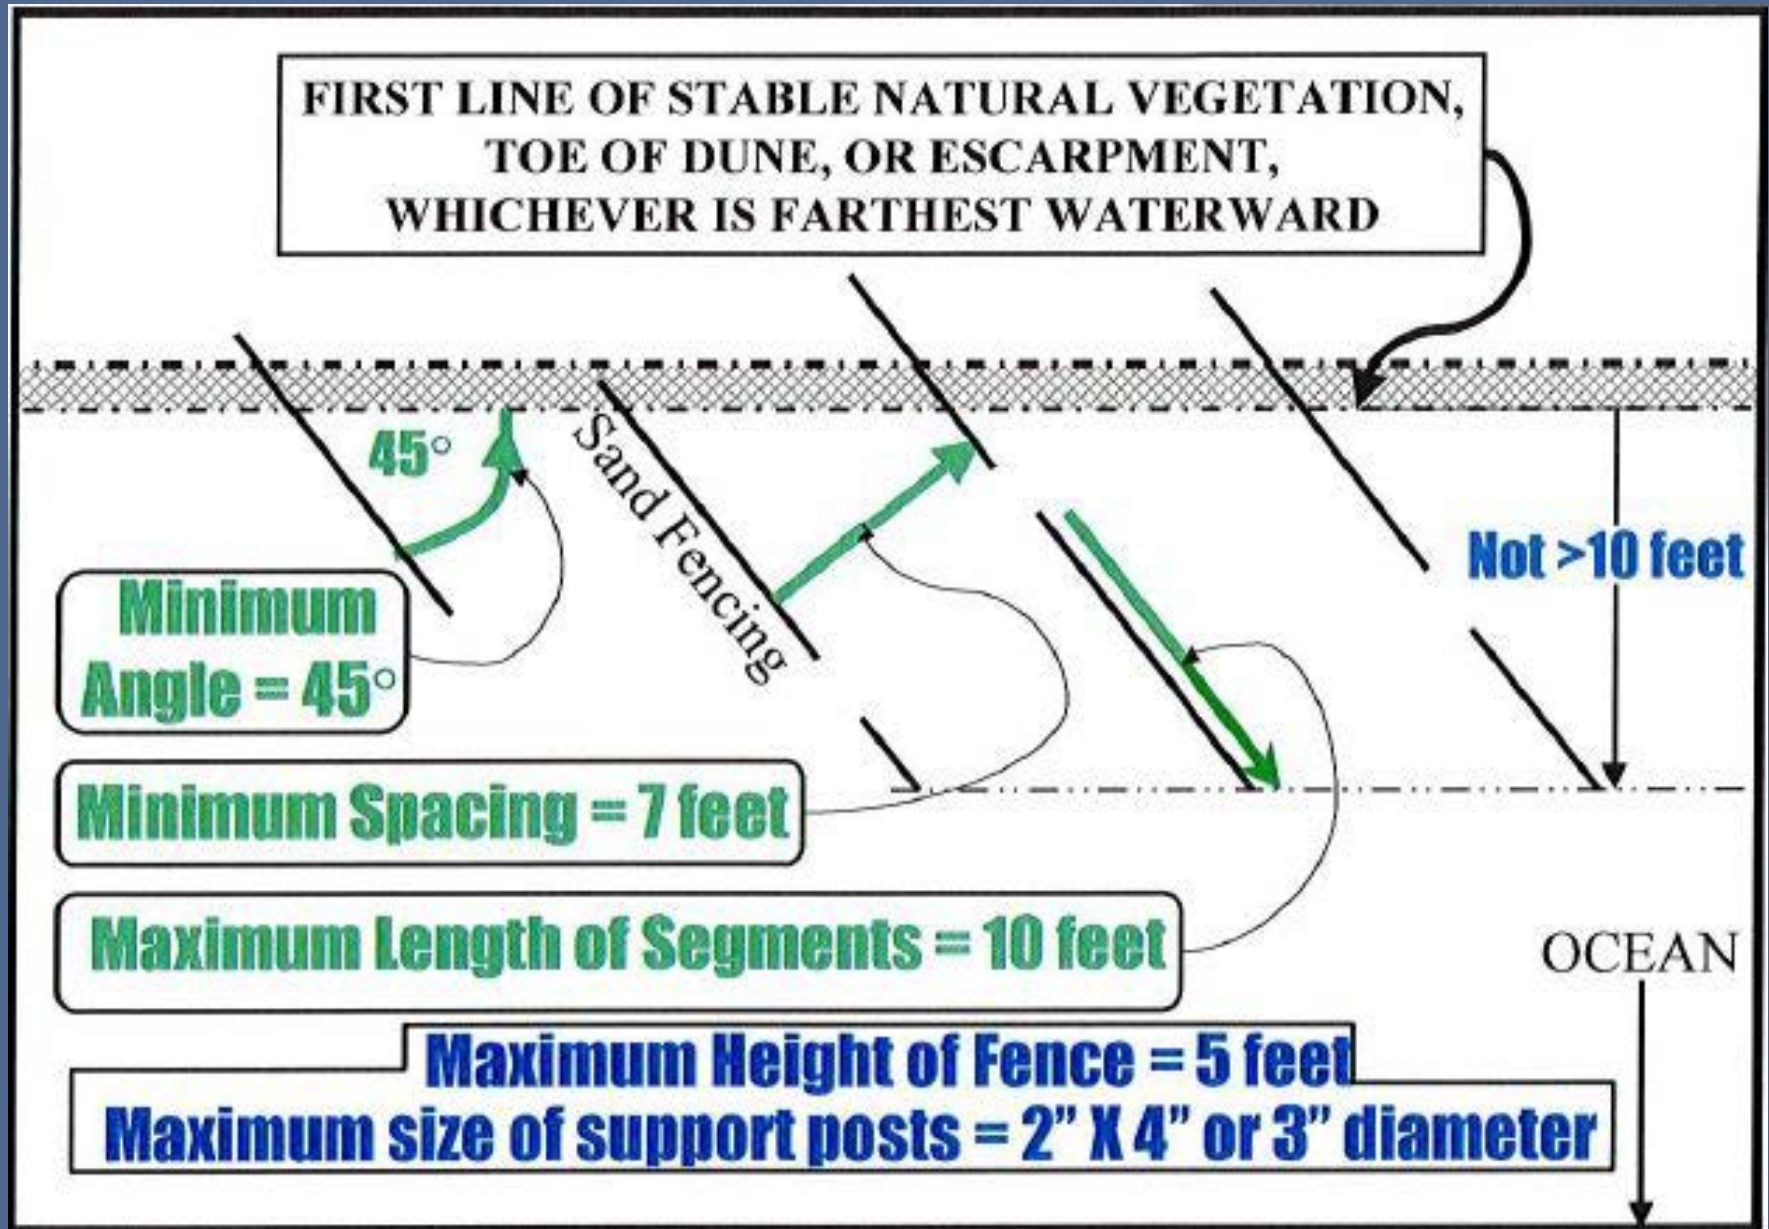 FIRST LINE OF STABLE NATURAL VEGETATION,
TOE OF DUNE, OR ESCARPMENT,
WHICHEVER IS FARTHEST WATERWARD
45°
Sand Fencing
Not >10 feet
Minimum
Angle = 45°
Minimum Spacing = 7 feet
Maximum Length of Segments = 10 feet
OCEAN
Maximum Height of Fence = 5 feet
Maximum size of support posts = 2” X 4” or 3” diameter